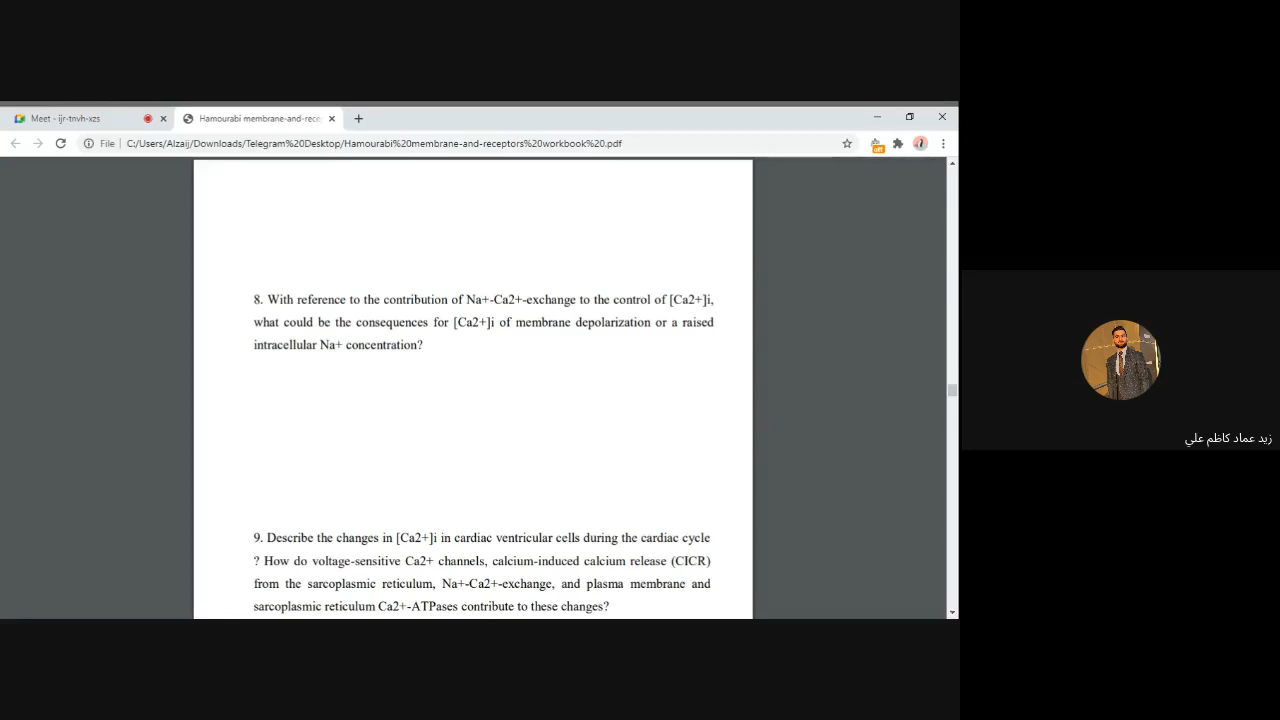 Meet - ijr-tnvh-xzs
Hamourabi membrane-and-rece
File
C:/Users/Alzaij/Downloads/Telegram%20Desktop/Hamourabi%20membrane-and-receptors%20workbook%20.pdf
off
8. With reference to the contribution of Na+-Ca2+-exchange to the control of [Ca2+]i,
what could be the consequences for [Ca2+]i of membrane depolarization or a raised
intracellular Na+ concentration?
9. Describe the changes in [Ca2+]i in cardiac ventricular cells during the cardiac cycle
? How do voltage-sensitive Ca2+ channels, calcium-induced calcium release (CICR)
from the sarcoplasmic reticulum, Na+-Ca2+-exchange, and plasma membrane and
sarcoplasmic reticulum Ca2+-ATPases contribute to these changes?
زيد عماد كاظم علي